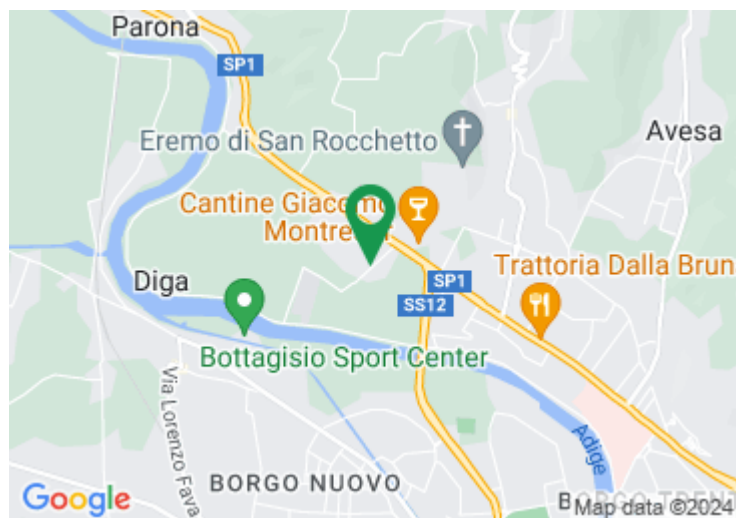 Parona
SP1
Eremo di San Rocchetto
Avesa
Cantine Giacomo
Montre
Diga
SP1
SS12
Trattoria Dalla Brun
Bottagisio Sport Center
Via Lorenzo Fava
Adige
BORGO NUOVO
Google
Map data ©2024